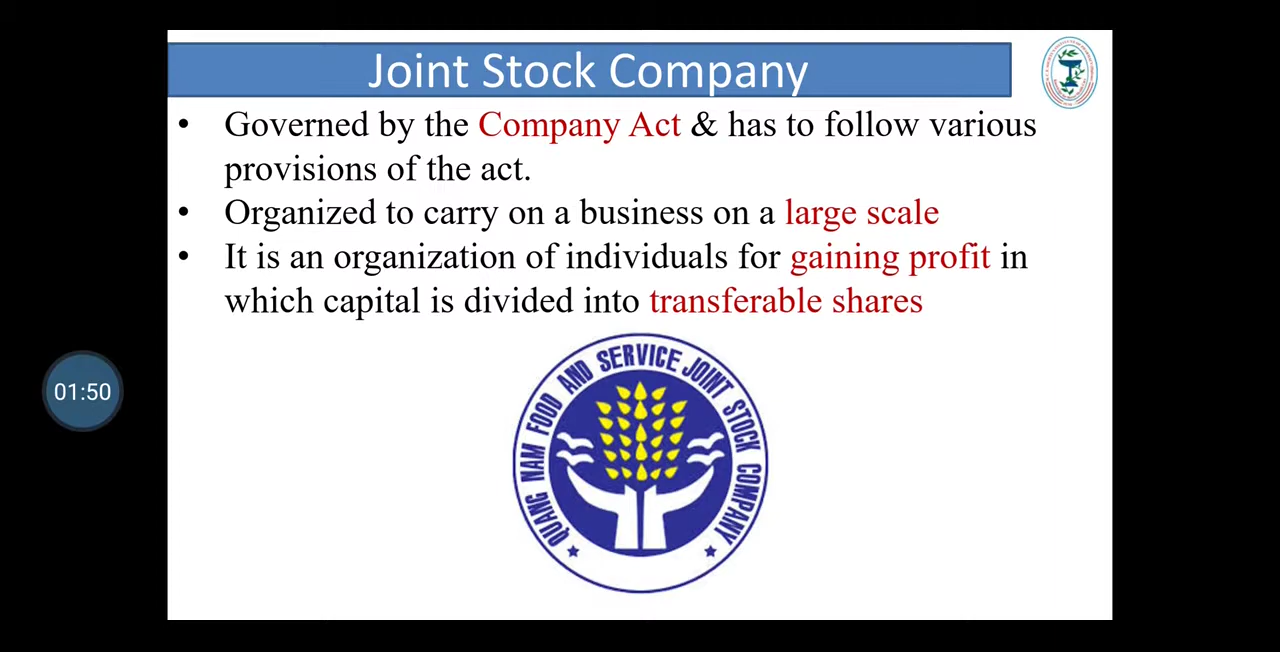 Joint Stock Company
• Governed by the Company Act & has to follow various
provisions of the act.
• Organized to carry on a business on a large scale
• It is an organization of individuals for gaining profit in
which capital is divided into transferable shares
01:50
QUANG NAM FOOD AND SERVICE JOINT STOCK COMPANY